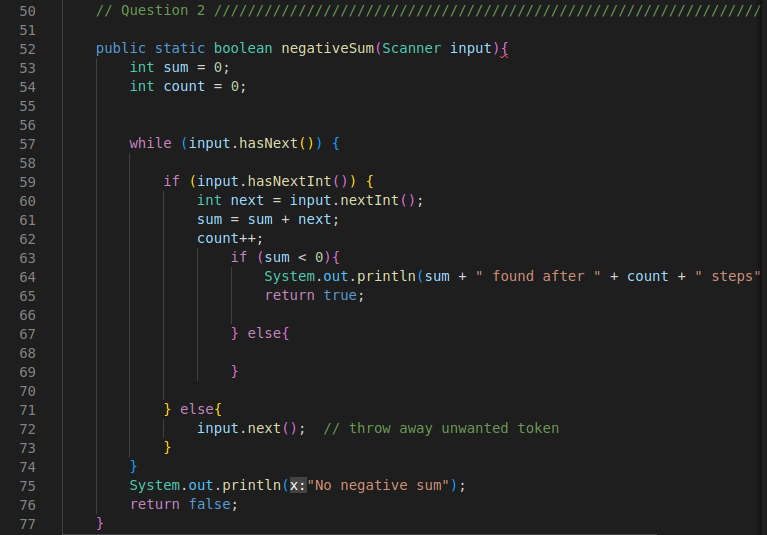 50 // Question 2 /////////////////////////////////////////////////////////////////
51
52 public static boolean negativeSum(Scanner input){
53 int sum = 0;
54 int count = 0;
55
56
57 while (input.hasNext()) {
58
59 if (input.hasNextInt()) {
60 int next = input.nextInt();
61 sum = sum + next;
62 count++;
63 if (sum < 0){
64 System.out.println(sum + " found after " + count + " steps"
65 return true;
66
67 } else{
68
69 }
70
71 } else{
72 input.next();  // throw away unwanted token
73 }
74 }
75 System.out.println(x:"No negative sum");
76 return false;
77 }